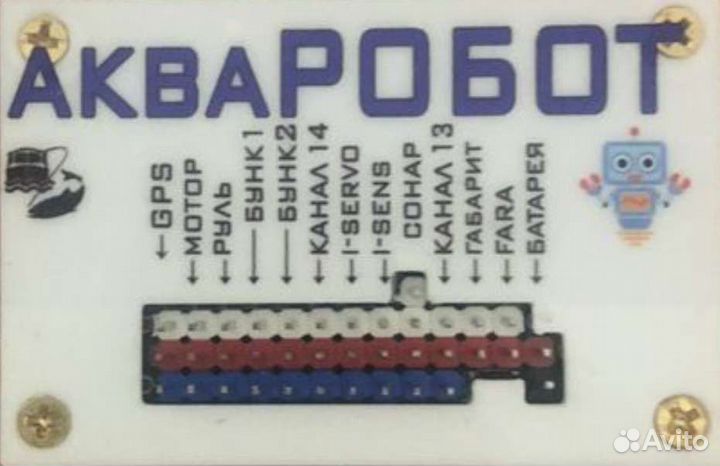 АКВАРОБОТ
←GPS
←МОТОР
←РУЛЬ
←БУНК1
←БУНК2
←КАНАЛ 14
←I-SERVO
←I-SENS
СОНАР
←КАНАЛ 13
←ГАБАРИТ
←FARA
←БАТАРЕЯ
Avito